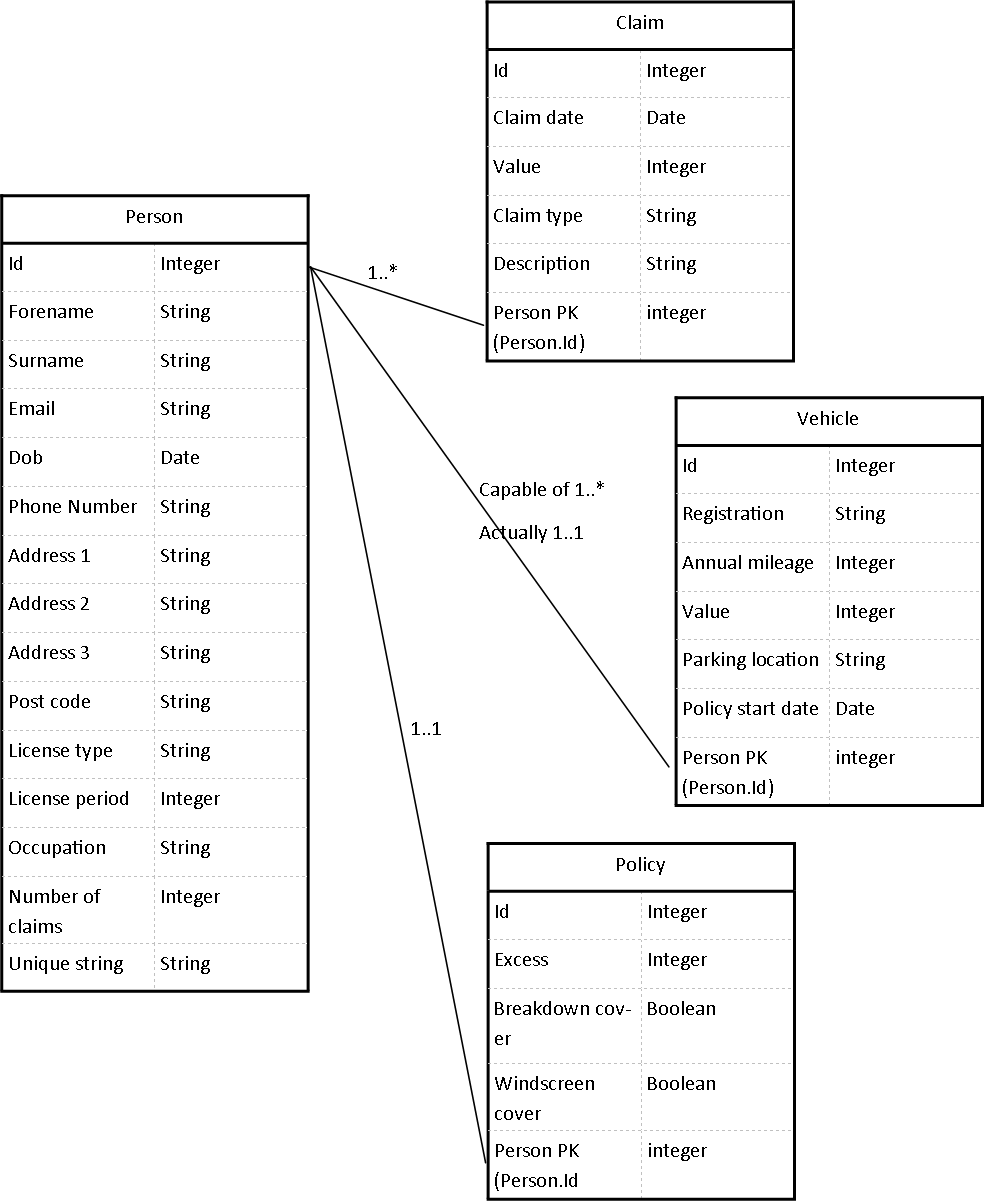 Claim
Id Integer
Claim date Date
Value Integer
Claim type String
Description String
Person PK integer
(Person.Id)
Person
Id Integer
Forename String
Surname String
Email String
Dob Date
Phone Number String
Address 1 String
Address 2 String
Address 3 String
Post code String
License type String
License period Integer
Occupation String
Number of Integer
claims
Unique string String
1..*
Capable of 1..*
Actually 1..1
1..1
Vehicle
Id Integer
Registration String
Annual mileage Integer
Value Integer
Parking location String
Policy start date Date
Person PK integer
(Person.Id)
Policy
Id Integer
Excess Integer
Breakdown cov- Boolean
er
Windscreen Boolean
cover
Person PK integer
(Person.Id